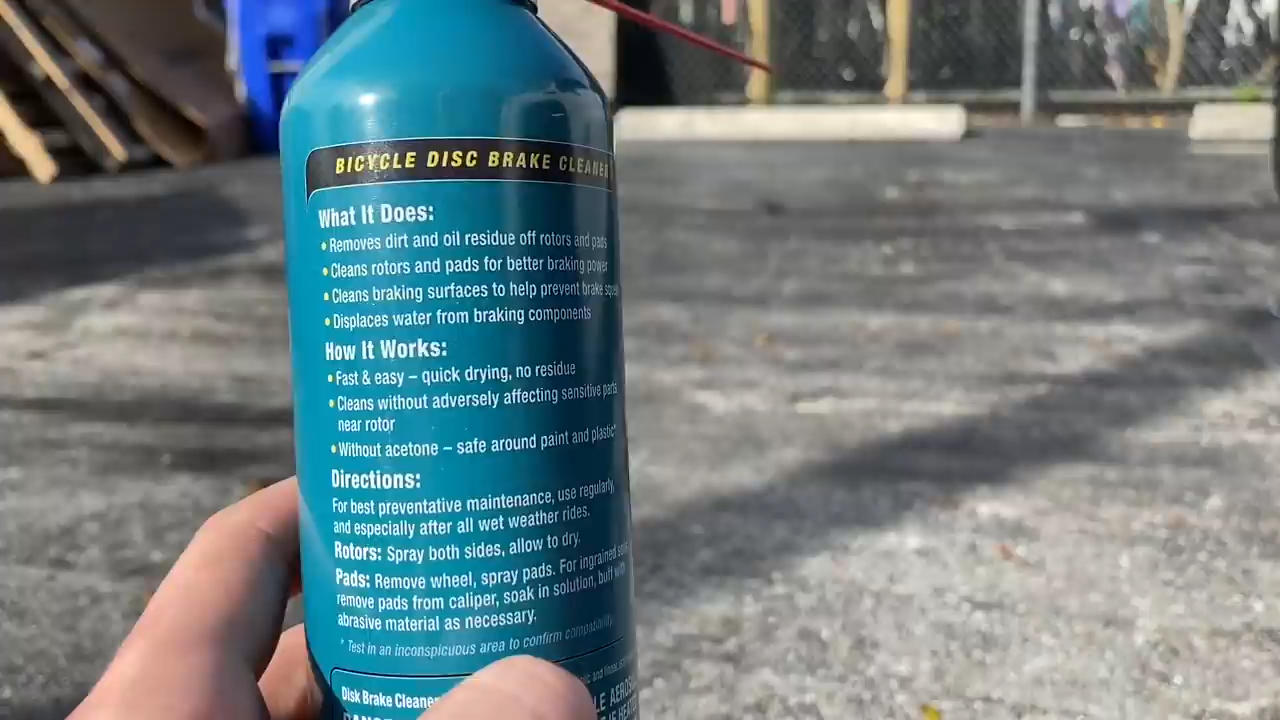 BICYCLE DISC BRAKE CLEANER
What It Does:
• Removes dirt and oil residue off rotors and pads
• Cleans rotors and pads for better braking power
• Cleans braking surfaces to help prevent brake
• Displaces water from braking components
How It Works:
• Fast & easy – quick drying, no residue
• Cleans without adversely affecting sensitive parts
near rotor
• Without acetone – safe around paint and plastic*
Directions:
For best preventative maintenance, use regularly,
and especially after all wet weather rides.
Rotors: Spray both sides, allow to dry.
Pads: Remove wheel, spray pads. For ingrained
remove pads from caliper, soak in solution, buff with
abrasive material as necessary.
* Test in an inconspicuous area to confirm compatibility.
Disk Brake Cleaner